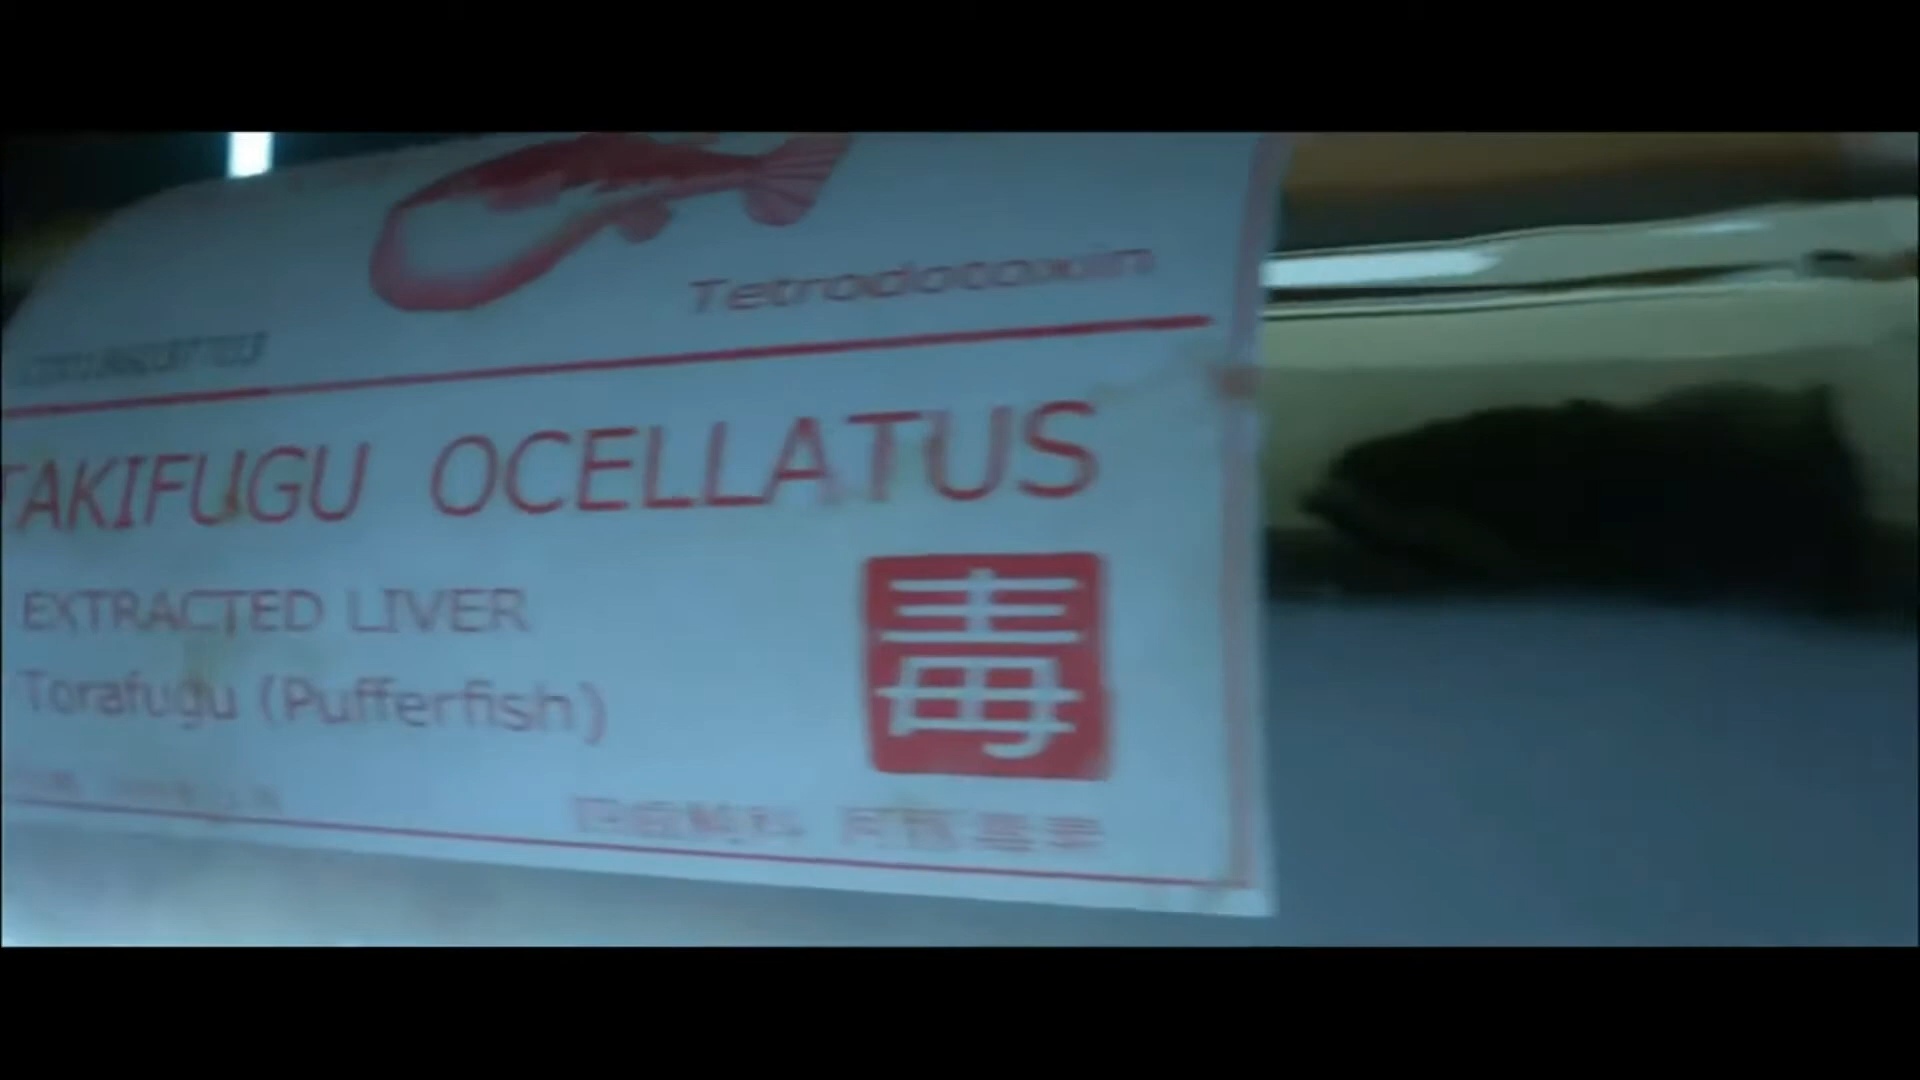 Tetrodotoxin
TAKIFUGU OCELLATUS
EXTRACTED LIVER
Torafugu (Pufferfish)
毒